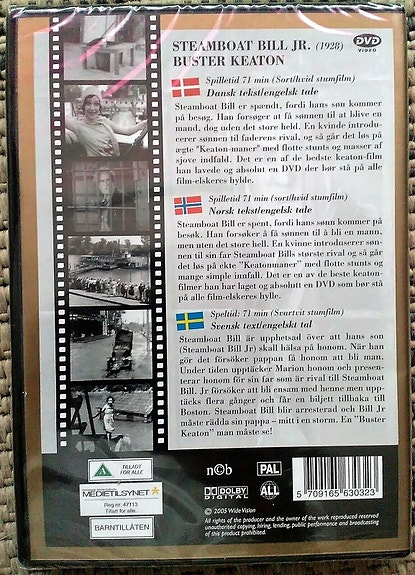 STEAMBOAT BILL JR. (1928)
BUSTER KEATON
DVD
VIDEO
Spilletid 71 min (Sort/hvid stumfilm)
Dansk tekst/engelsk tale
Steamboat Bill er spændt, fordi hans søn kommer
på besøg. Han forsøger at få sønnen til at blive en
mand, dog uden det store held. En kvinde introdu-
cerer sønnen til faderens rival, og så går det løs på
ægte "Keaton-maner" med flotte stunts og masser af
sjove indfald. Det er en af de bedste keaton-film
han lavede og absolut en DVD der bør stå på alle
film-elskeres hylde.
Spilletid 71 min (sort/hvid stumfilm)
Norsk tekst/engelsk tale
Steamboat Bill er spent, fordi hans sønn kommer på
besøk. Han forsøker å få sønnen til å bli en mann,
men uten det store hell. En kvinne introduserer søn-
nen til sin far Steamboat Bills største rival og så går
det løs på ekte "Keatonmaner" med flotte stunts og
mange simple innfall. Det er en av de beste keaton-
filmer han har laget og absolutt en DVD som bør stå
på alle film-elskeres hylle.
Speltid: 71 min (Svartvit stumfilm)
Svensk text/engelskt tal
Steamboat Bill är upphetsad över att hans son
(Steamboat Bill Jr) skall hälsa på honom. När han
gör det försöker pappan få honom att bli man.
Under tiden upptäcker Marion honom och presen-
terar honom för sin far som är rival till Steamboat
Bill. Jr försöker att bli ensam med henne men upp-
täcks flera gånger och får en biljett tillbaka till
Boston. Steamboat Bill blir arresterad och Bill Jr
måste rädda sin pappa – mitt i en storm. En "Buster
Keaton" man måste se!
TILLADT
FOR ALLE
MEDIETILSYNET
Reg.nr. 47113
Tillatt for alle
BARNTILLÅTEN
ncb
PAL
DOLBY
DIGITAL
ALL
5 709165 630323
© 2005 Wide Vision
All rights of the producer and the owner of the work reproduced reserved
unauthorised copying, hiring, lending, public performance and broadcasting
of this product prohibited.